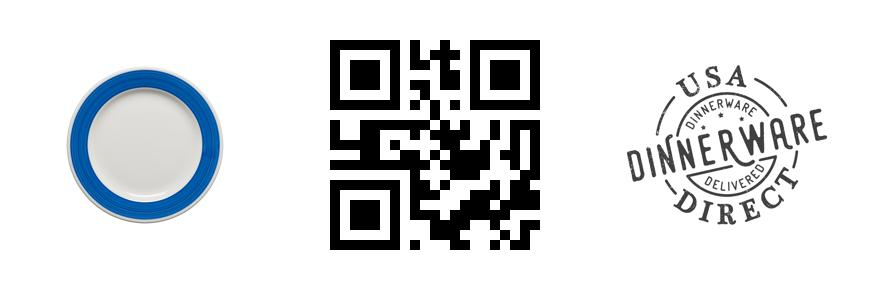 USA
DINNERWARE
DINNERWARE
DELIVERED
DIRECT